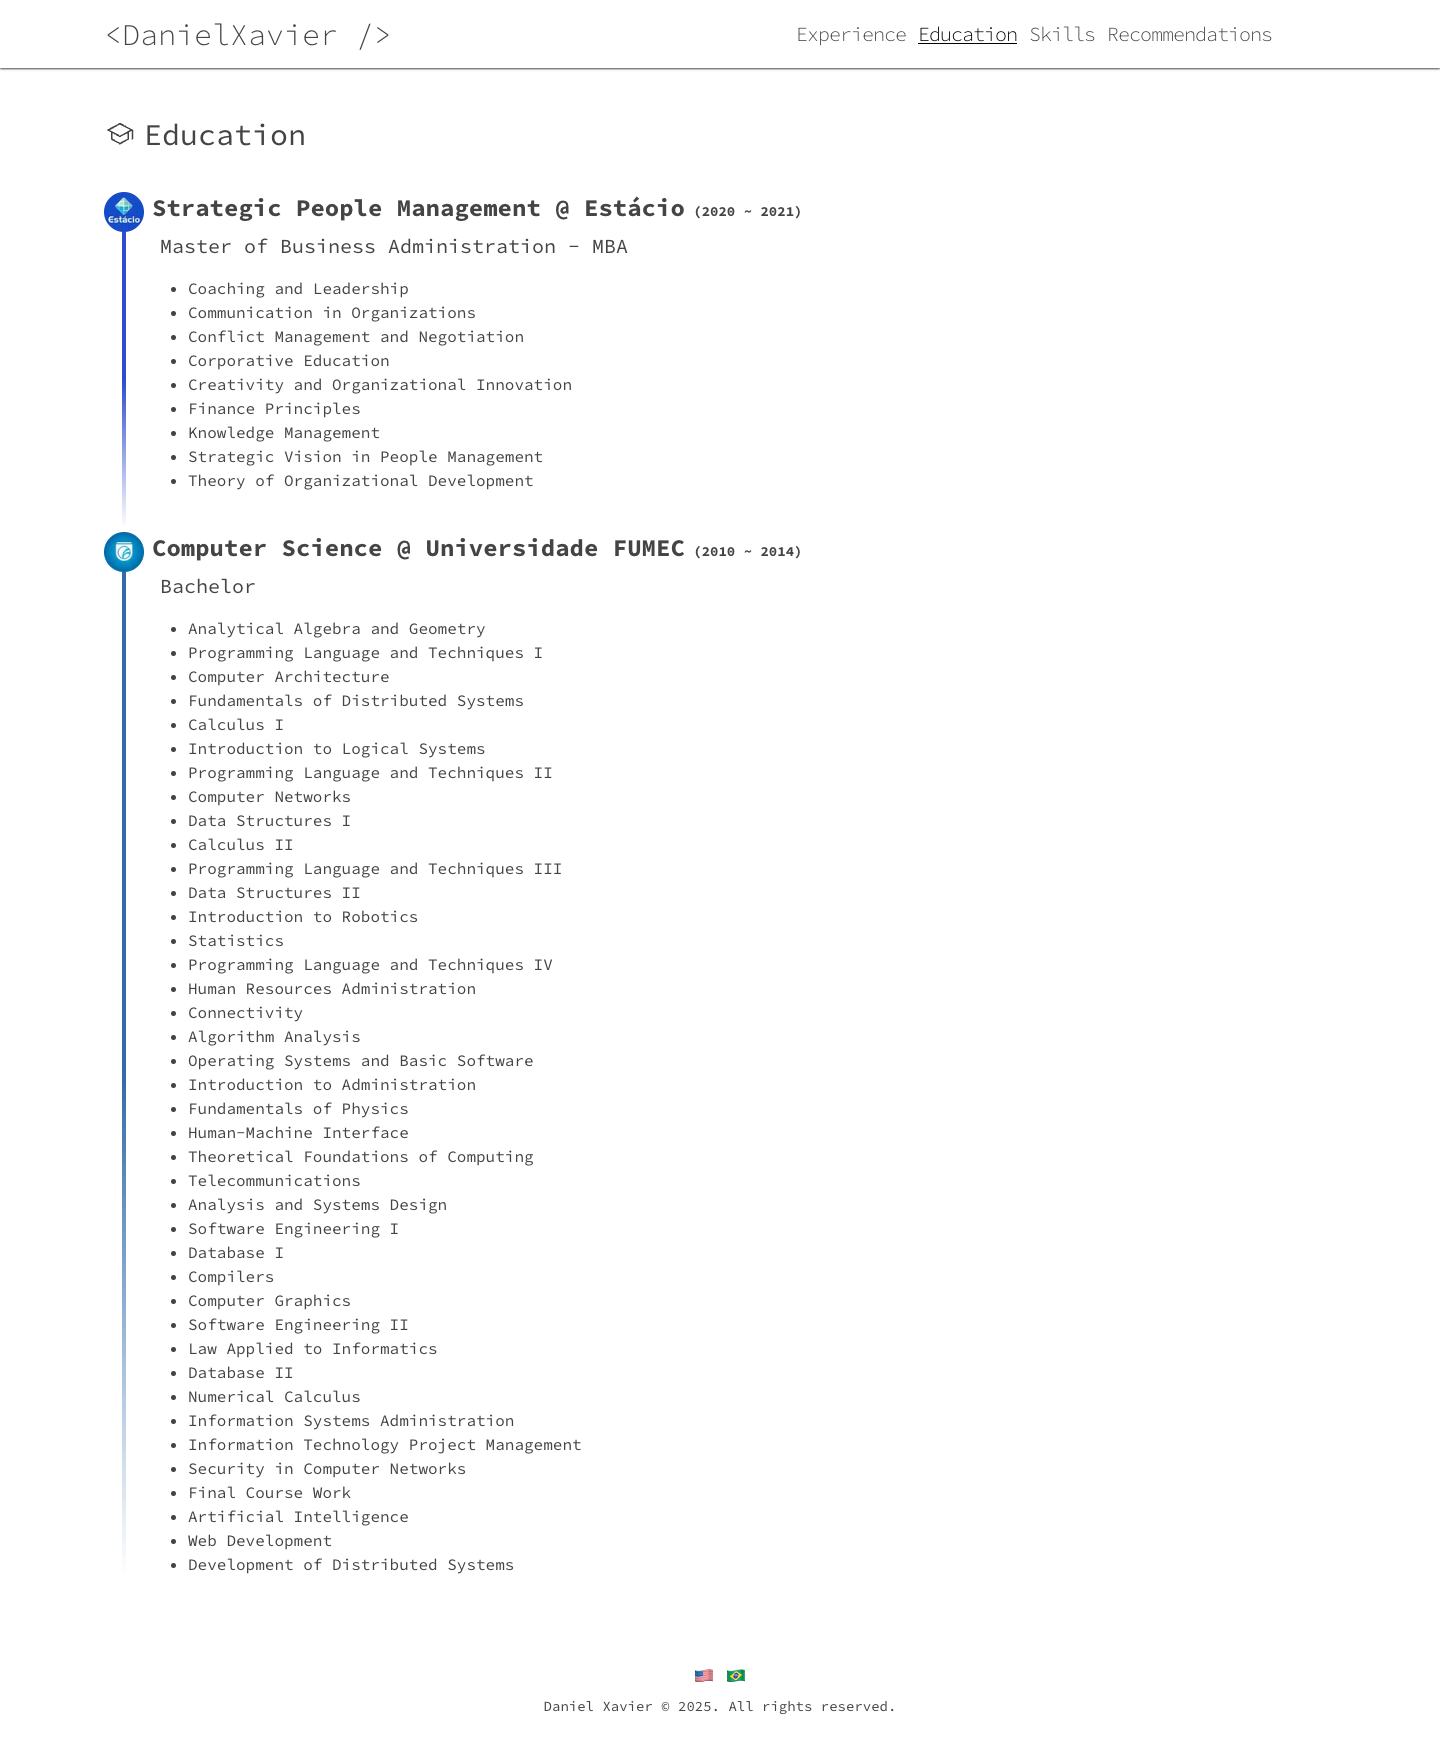 <DanielXavier />
Experience Education Skills Recommendations
Education
Estácio
Strategic People Management @ Estácio (2020 ~ 2021)
Master of Business Administration - MBA
Coaching and Leadership
Communication in Organizations
Conflict Management and Negotiation
Corporative Education
Creativity and Organizational Innovation
Finance Principles
Knowledge Management
Strategic Vision in People Management
Theory of Organizational Development
Computer Science @ Universidade FUMEC (2010 ~ 2014)
Bachelor
Analytical Algebra and Geometry
Programming Language and Techniques I
Computer Architecture
Fundamentals of Distributed Systems
Calculus I
Introduction to Logical Systems
Programming Language and Techniques II
Computer Networks
Data Structures I
Calculus II
Programming Language and Techniques III
Data Structures II
Introduction to Robotics
Statistics
Programming Language and Techniques IV
Human Resources Administration
Connectivity
Algorithm Analysis
Operating Systems and Basic Software
Introduction to Administration
Fundamentals of Physics
Human-Machine Interface
Theoretical Foundations of Computing
Telecommunications
Analysis and Systems Design
Software Engineering I
Database I
Compilers
Computer Graphics
Software Engineering II
Law Applied to Informatics
Database II
Numerical Calculus
Information Systems Administration
Information Technology Project Management
Security in Computer Networks
Final Course Work
Artificial Intelligence
Web Development
Development of Distributed Systems
Daniel Xavier © 2025. All rights reserved.